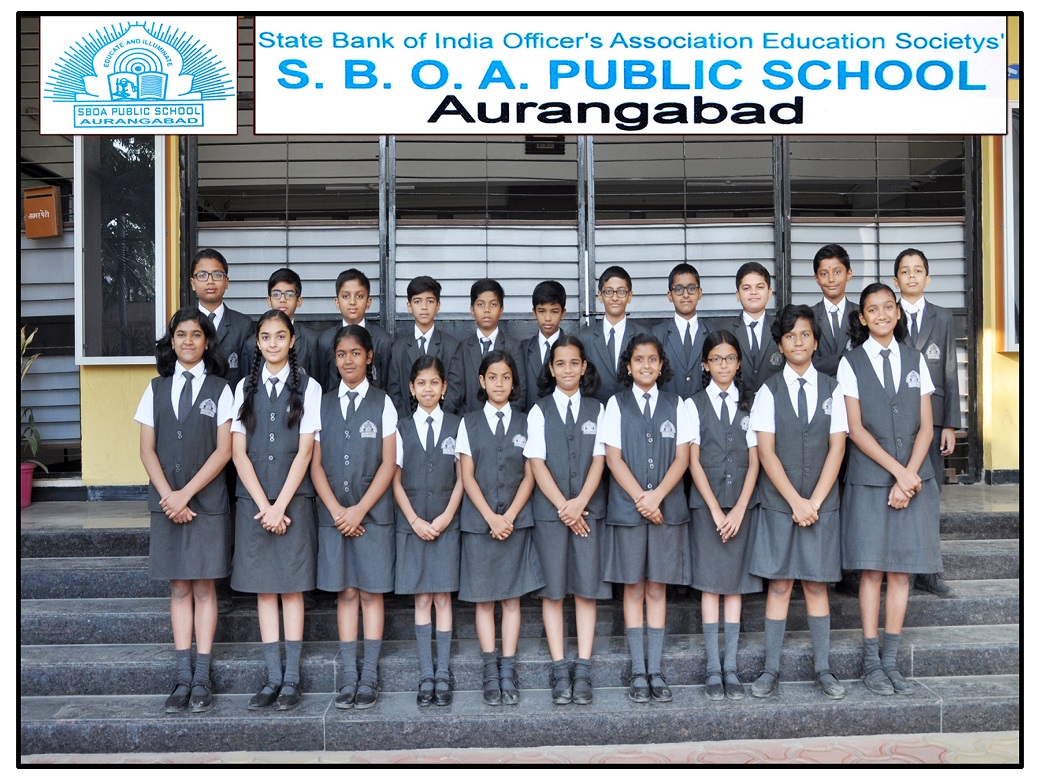 EDUCATE AND ILLUMINATE
SBOA PUBLIC SCHOOL
AURANGABAD
State Bank of India Officer's Association Education Societys'
S. B. O. A. PUBLIC SCHOOL
Aurangabad